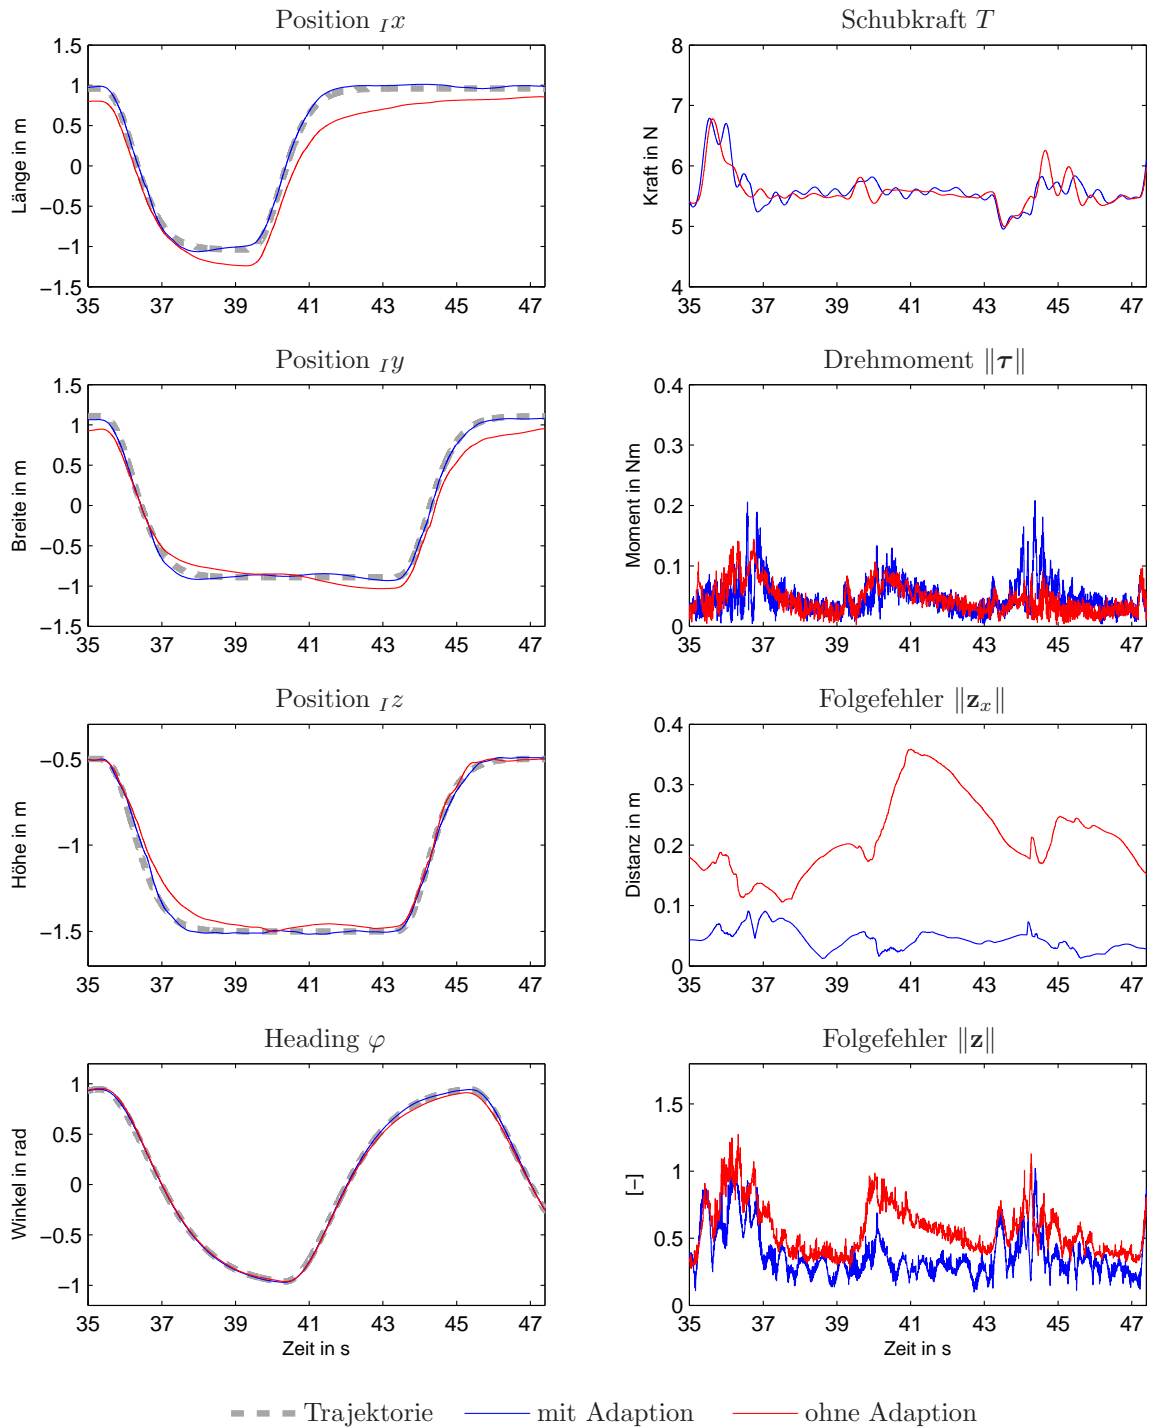 Position Ix
1.5
1
0.5
0
−0.5
−1
−1.5
Länge in m
35 37 39 41 43 45 47
Schubkraft T
8
7
6
5
4
Kraft in N
35 37 39 41 43 45 47
Position Iy
1.5
1
0.5
0
−0.5
−1
−1.5
Breite in m
35 37 39 41 43 45 47
Drehmoment ‖τ‖
0.4
0.3
0.2
0.1
0
Moment in Nm
35 37 39 41 43 45 47
Position Iz
−0.5
−1
−1.5
Höhe in m
35 37 39 41 43 45 47
Folgefehler ‖zx‖
0.4
0.3
0.2
0.1
0
Distanz in m
35 37 39 41 43 45 47
Heading φ
1
0.5
0
−0.5
−1
Winkel in rad
35 37 39 41 43 45 47
Zeit in s
Folgefehler ‖z‖
1.5
1
0.5
0
[−]
35 37 39 41 43 45 47
Zeit in s
Trajektorie mit Adaption ohne Adaption